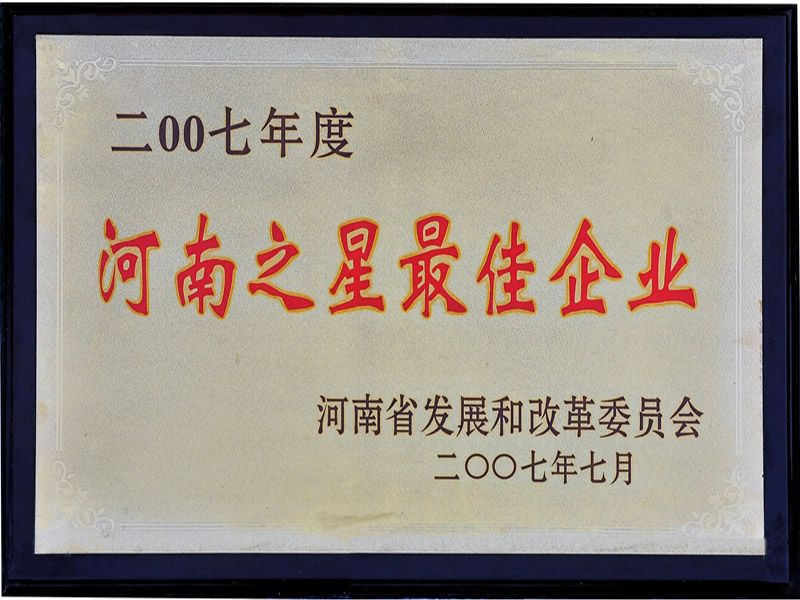 二00七年度
河南之星最佳企业
河南省发展和改革委员会
二〇〇七年七月